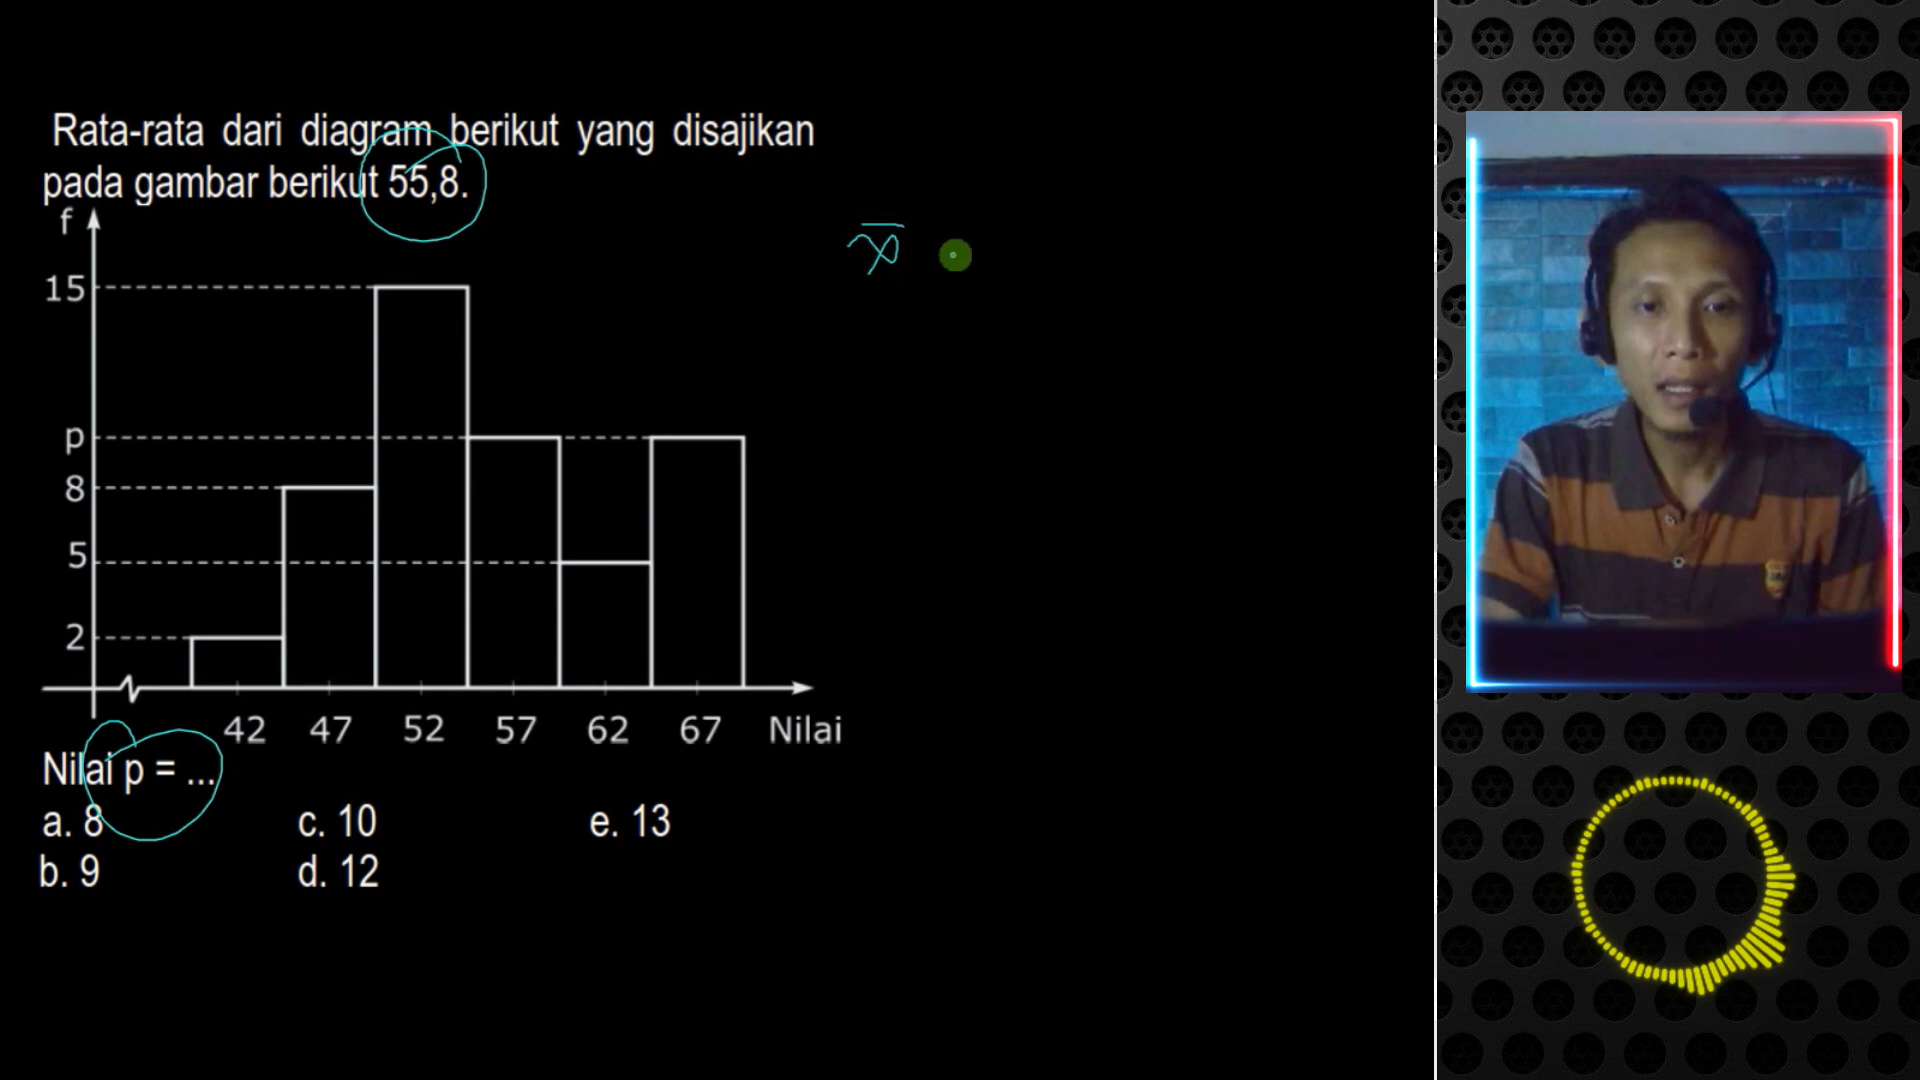 Rata-rata dari diagram berikut yang disajikan
pada gambar berikut 55,8.
f
15
p
8
5
2
42 47 52 57 62 67 Nilai
Nilai p = ...
a. 8 c. 10 e. 13
b. 9 d. 12
x̄